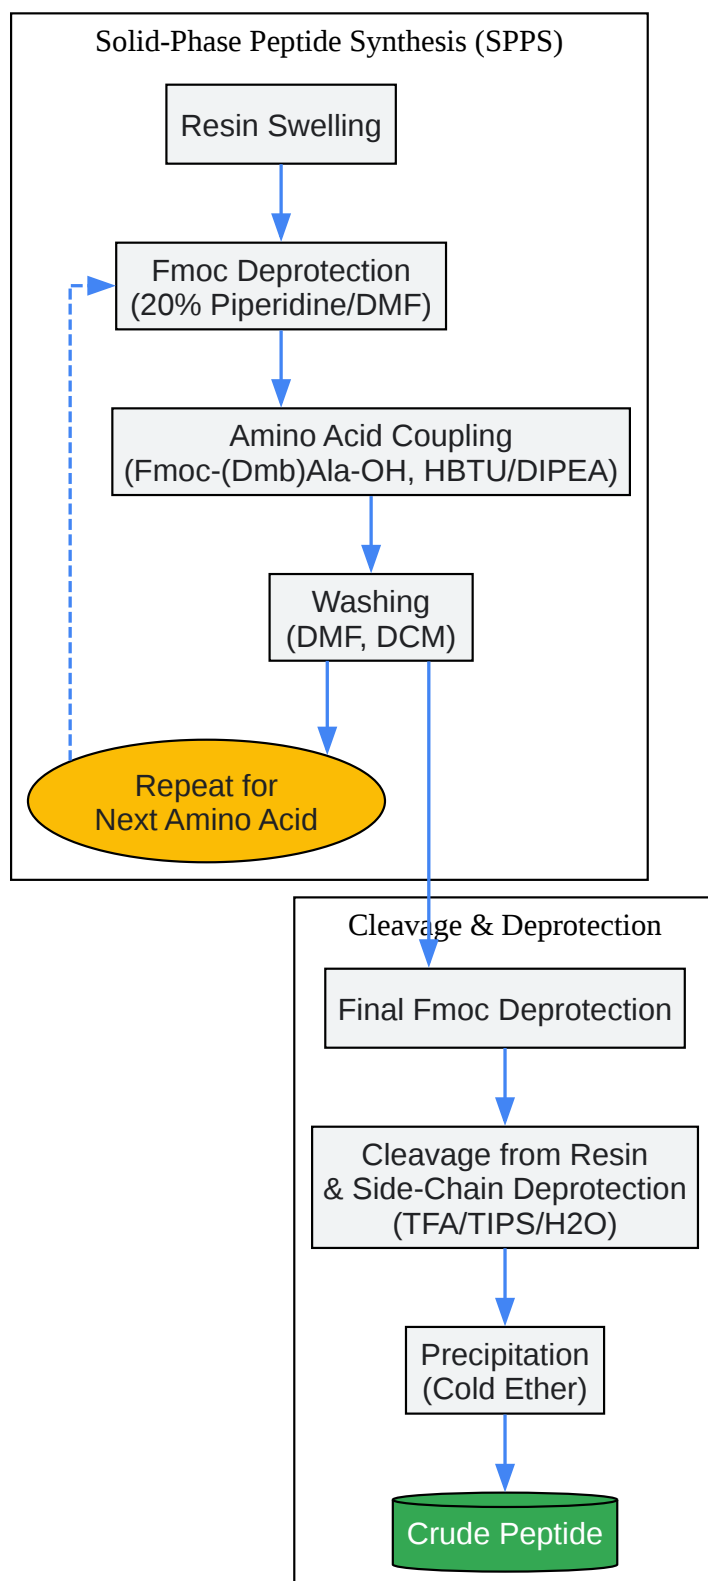 Solid-Phase Peptide Synthesis (SPPS)
Resin Swelling
Fmoc Deprotection
(20% Piperidine/DMF)
Amino Acid Coupling
(Fmoc-(Dmb)Ala-OH, HBTU/DIPEA)
Washing
(DMF, DCM)
Repeat for
Next Amino Acid
Cleavage & Deprotection
Final Fmoc Deprotection
Cleavage from Resin
& Side-Chain Deprotection
(TFA/TIPS/H2O)
Precipitation
(Cold Ether)
Crude Peptide